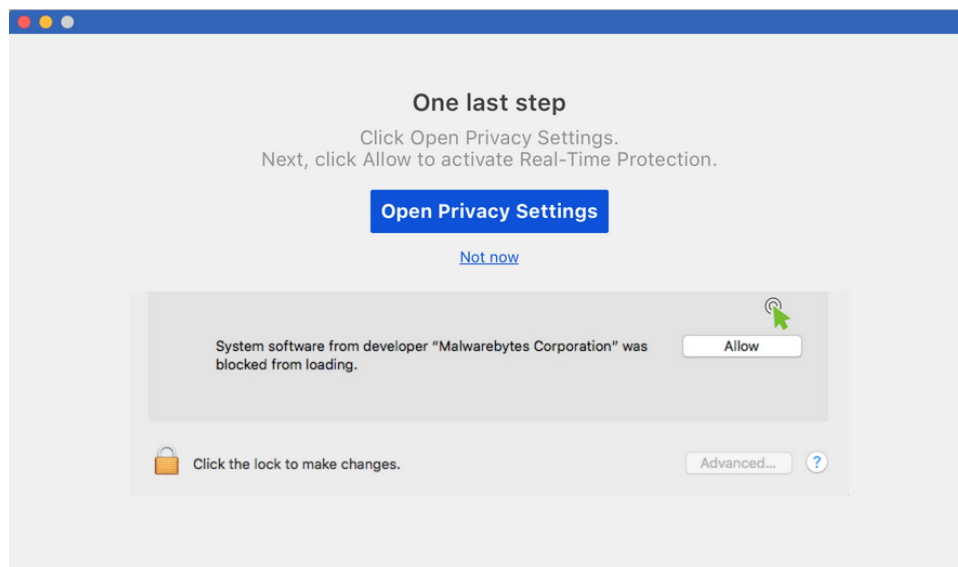 One last step
Click Open Privacy Settings.
Next, click Allow to activate Real-Time Protection.
Open Privacy Settings
Not now
System software from developer “Malwarebytes Corporation” was
blocked from loading.
Allow
Click the lock to make changes.
Advanced...
?